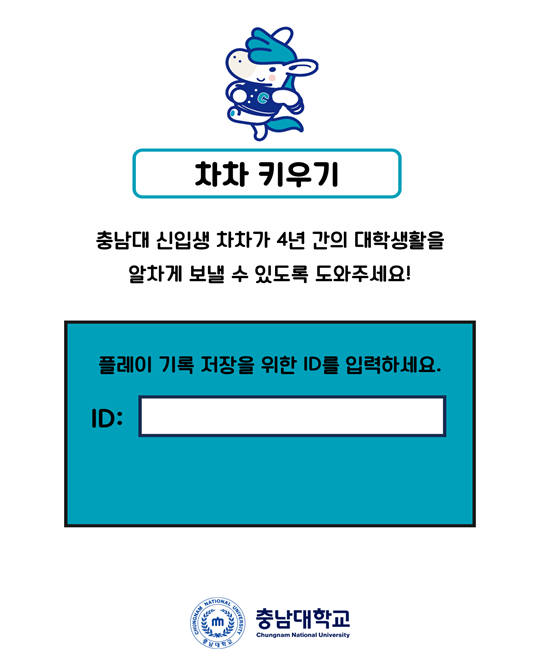 C
차차 키우기
충남대 신입생 차차가 4년 간의 대학생활을
알차게 보낼 수 있도록 도와주세요!
플레이 기록 저장을 위한 ID를 입력하세요.
ID:
CHUNGNAM NATIONAL UNIVERSITY
충남대학교
충남대학교
Chungnam National University